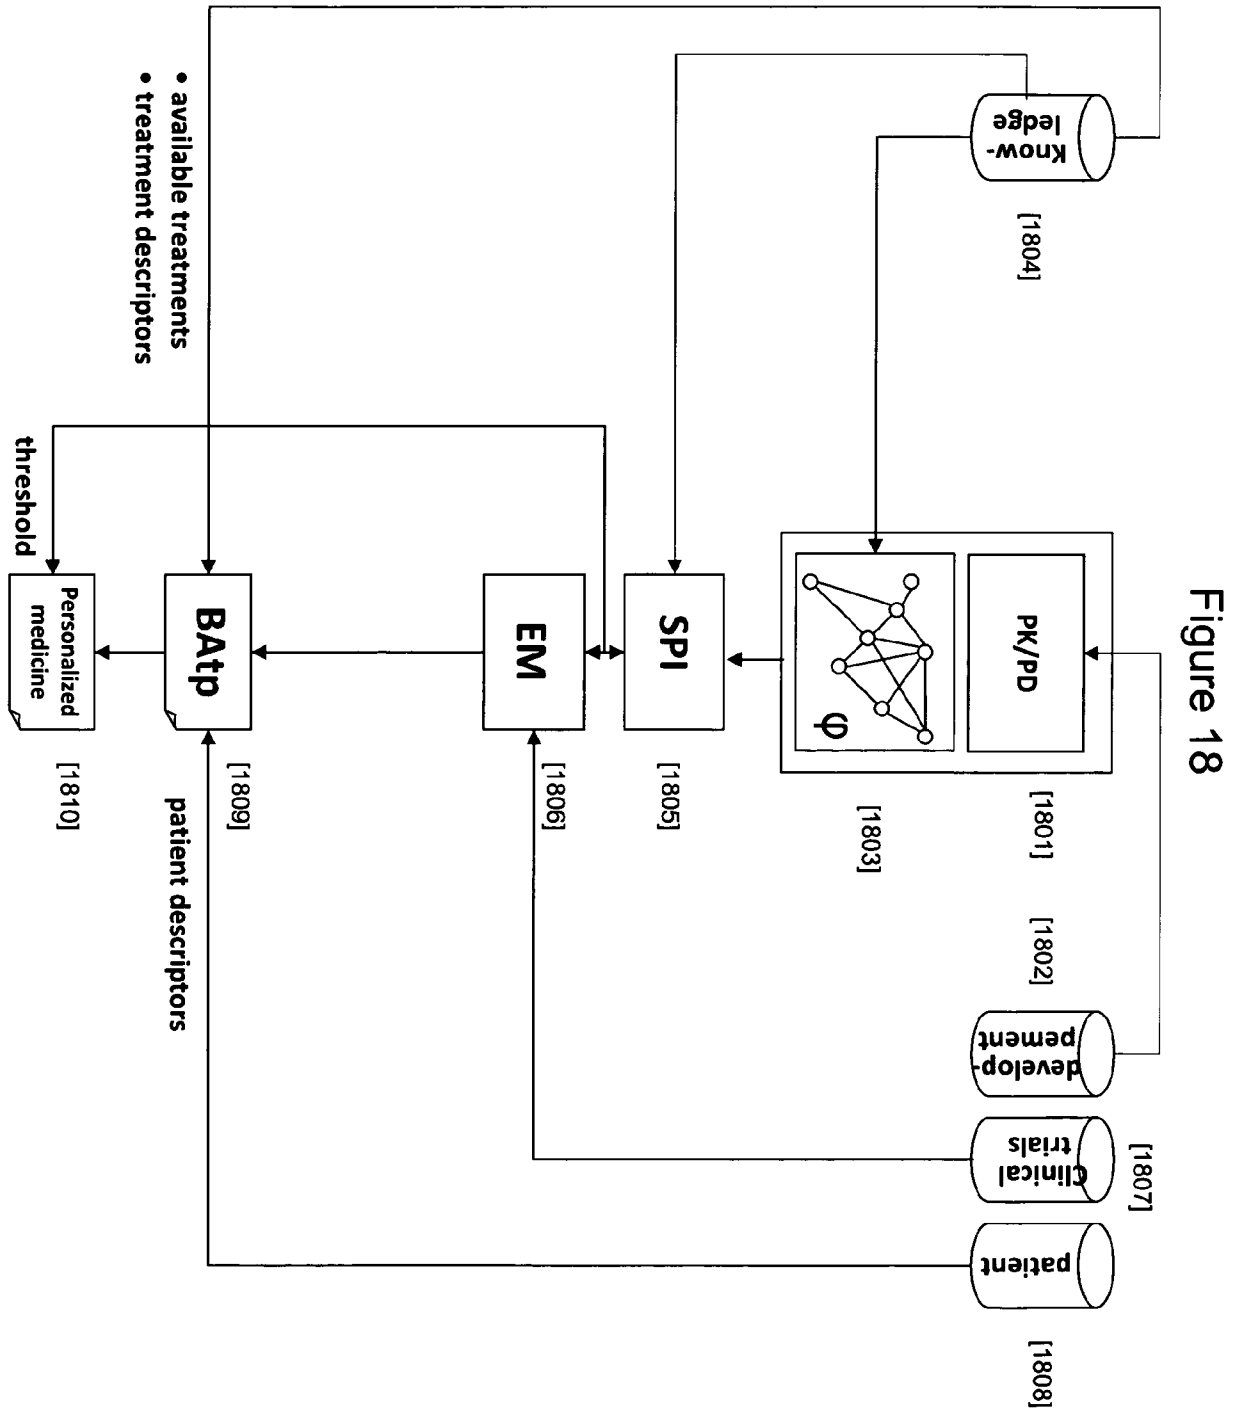 Figure 18
Know-
ledge
[1804]
PK/PD
[1801]
[1802]
develop-
pement
Clinical
trials
[1807]
patient
[1808]
φ
[1803]
SPI
[1805]
EM
[1806]
• available treatments
• treatment descriptors
BAtp
[1809]
patient descriptors
threshold
Personalized
medicine
[1810]